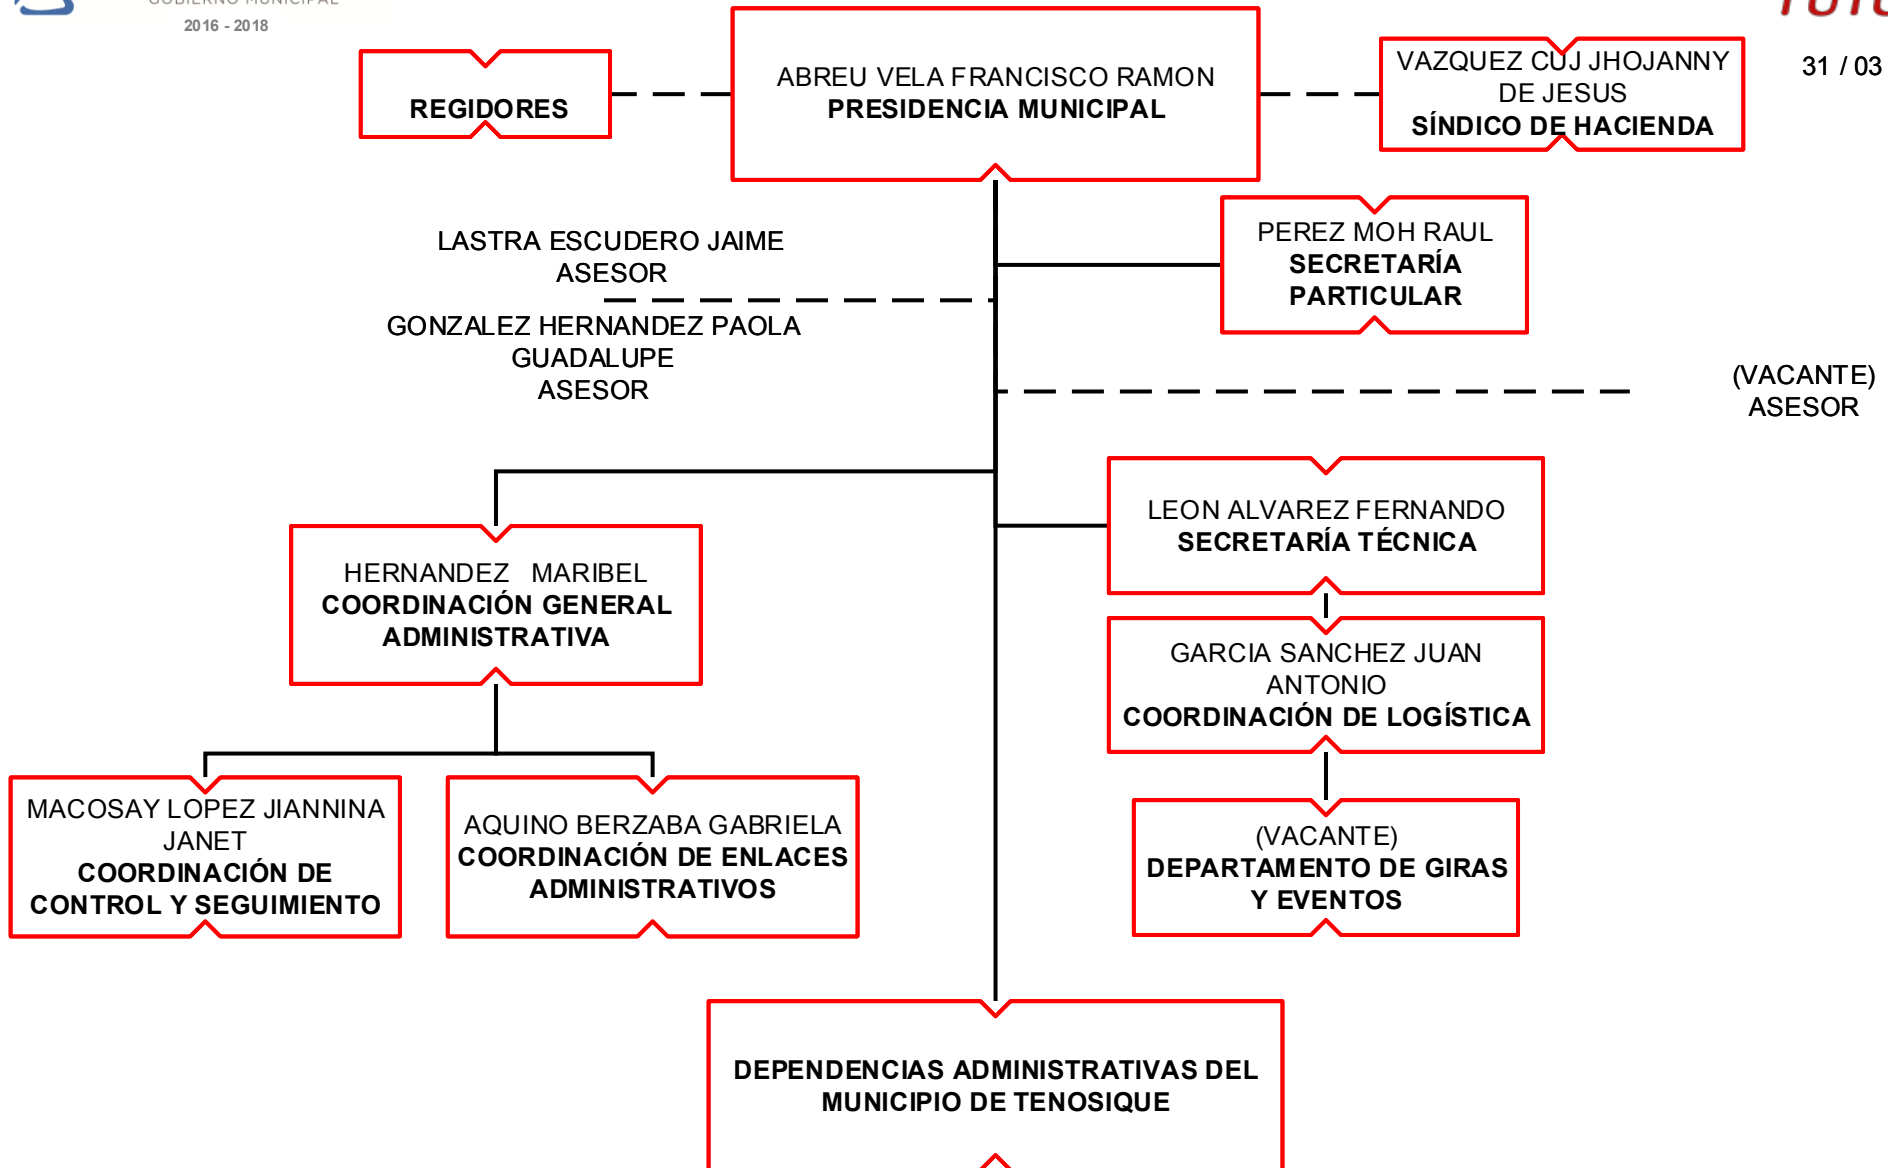 GOBIERNO MUNICIPAL
2016 - 2018
31 / 03
ABREU VELA FRANCISCO RAMON
PRESIDENCIA MUNICIPAL
REGIDORES
VAZQUEZ CUJ JHOJANNY
DE JESUS
SÍNDICO DE HACIENDA
LASTRA ESCUDERO JAIME
ASESOR
GONZALEZ HERNANDEZ PAOLA
GUADALUPE
ASESOR
PEREZ MOH RAUL
SECRETARÍA
PARTICULAR
(VACANTE)
ASESOR
HERNANDEZ   MARIBEL
COORDINACIÓN GENERAL
ADMINISTRATIVA
LEON ALVAREZ FERNANDO
SECRETARÍA TÉCNICA
GARCIA SANCHEZ JUAN
ANTONIO
COORDINACIÓN DE LOGÍSTICA
MACOSAY LOPEZ JIANNINA
JANET
COORDINACIÓN DE
CONTROL Y SEGUIMIENTO
AQUINO BERZABA GABRIELA
COORDINACIÓN DE ENLACES
ADMINISTRATIVOS
(VACANTE)
DEPARTAMENTO DE GIRAS
Y EVENTOS
DEPENDENCIAS ADMINISTRATIVAS DEL
MUNICIPIO DE TENOSIQUE